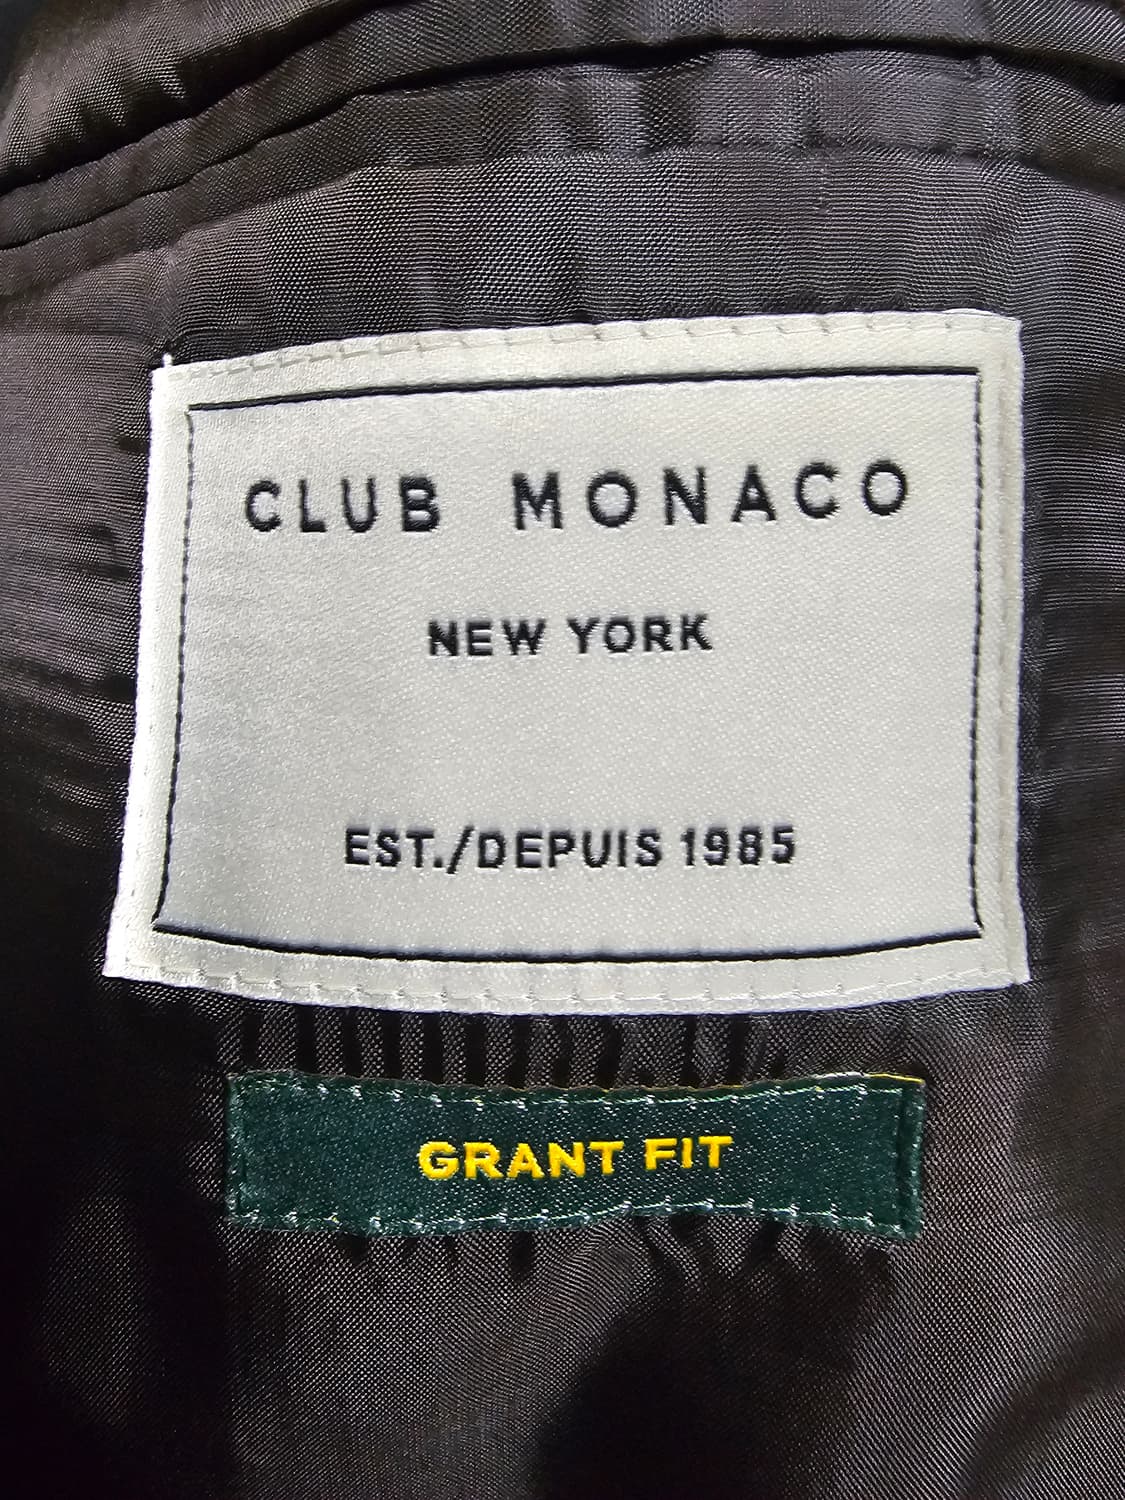 CLUB MONACO
NEW YORK
EST./DEPUIS 1985
GRANT FIT